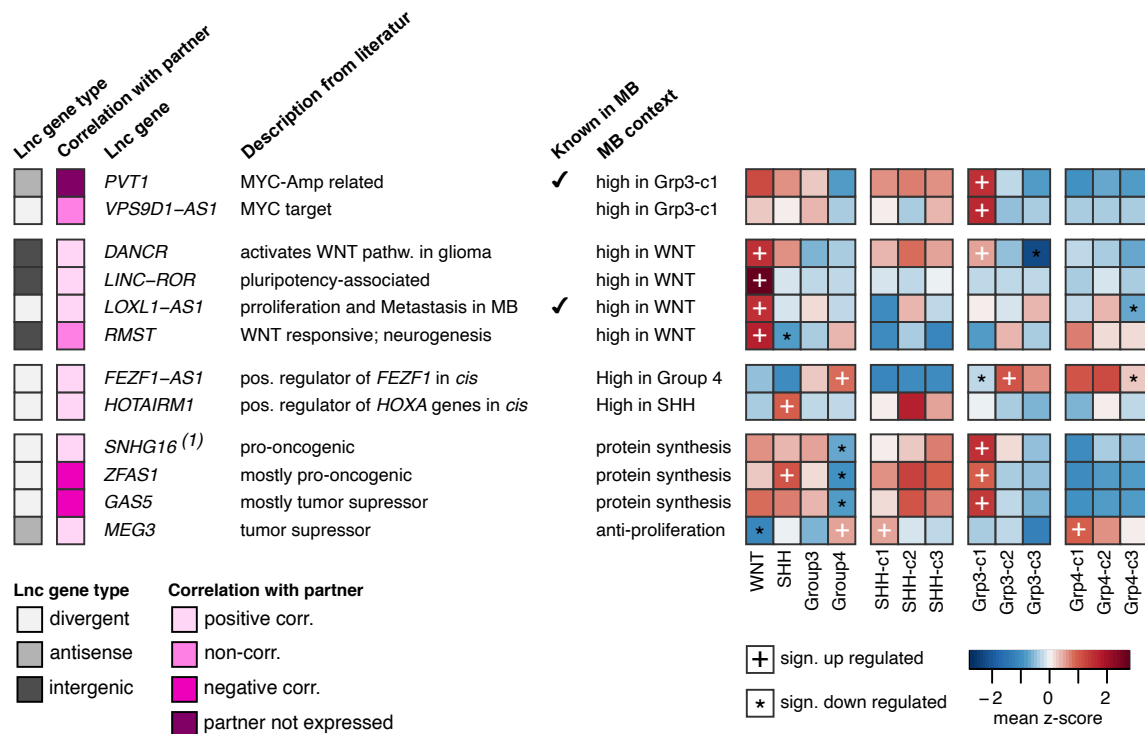 Lnc gene type
Correlation with partner
Lnc gene
Description from literatur
Known in MB
MB context
PVT1 MYC-Amp related ✓ high in Grp3-c1 +
VPS9D1−AS1 MYC target high in Grp3-c1 +
DANCR activates WNT pathw. in glioma high in WNT + + *
LINC−ROR pluripotency-associated high in WNT +
LOXL1−AS1 prroliferation and Metastasis in MB ✓ high in WNT + *
RMST WNT responsive; neurogenesis high in WNT + *
FEZF1−AS1 pos. regulator of FEZF1 in cis High in Group 4 + * + *
HOTAIRM1 pos. regulator of HOXA genes in cis High in SHH +
SNHG16 (1) pro-oncogenic protein synthesis * +
ZFAS1 mostly pro-oncogenic protein synthesis + * +
GAS5 mostly tumor supressor protein synthesis * +
MEG3 tumor supressor anti-proliferation * + + +
WNT
SHH
Group3
Group4
SHH-c1
SHH-c2
SHH-c3
Grp3-c1
Grp3-c2
Grp3-c3
Grp4-c1
Grp4-c2
Grp4-c3
Lnc gene type
divergent
antisense
intergenic
Correlation with partner
positive corr.
non-corr.
negative corr.
partner not expressed
+ sign. up regulated
* sign. down regulated
−2 0 2
mean z-score